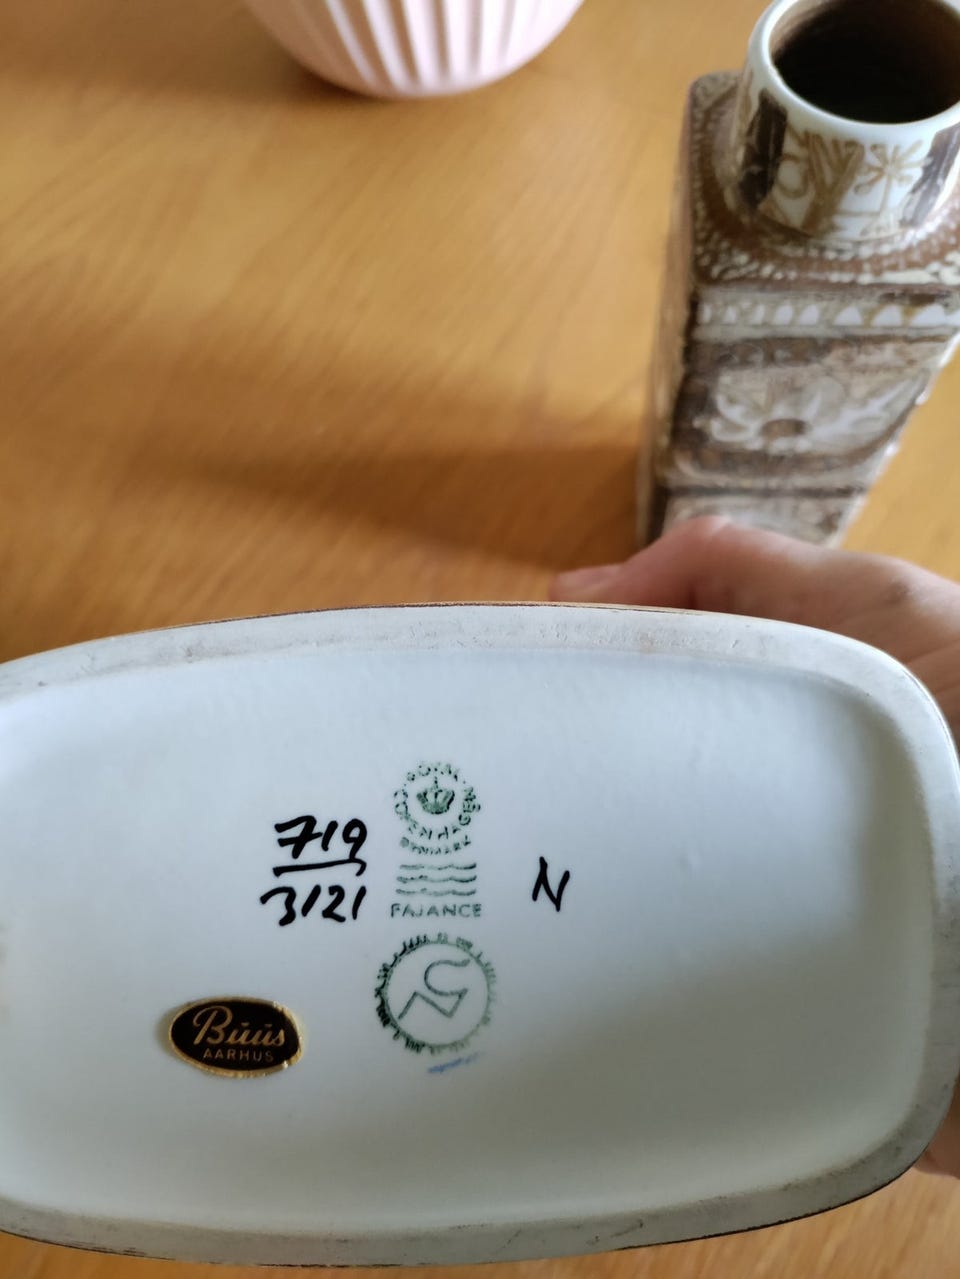 ROYAL
COPENHAGEN
DENMARK
719
3121
FAJANCE
N
Büüs
AARHUS